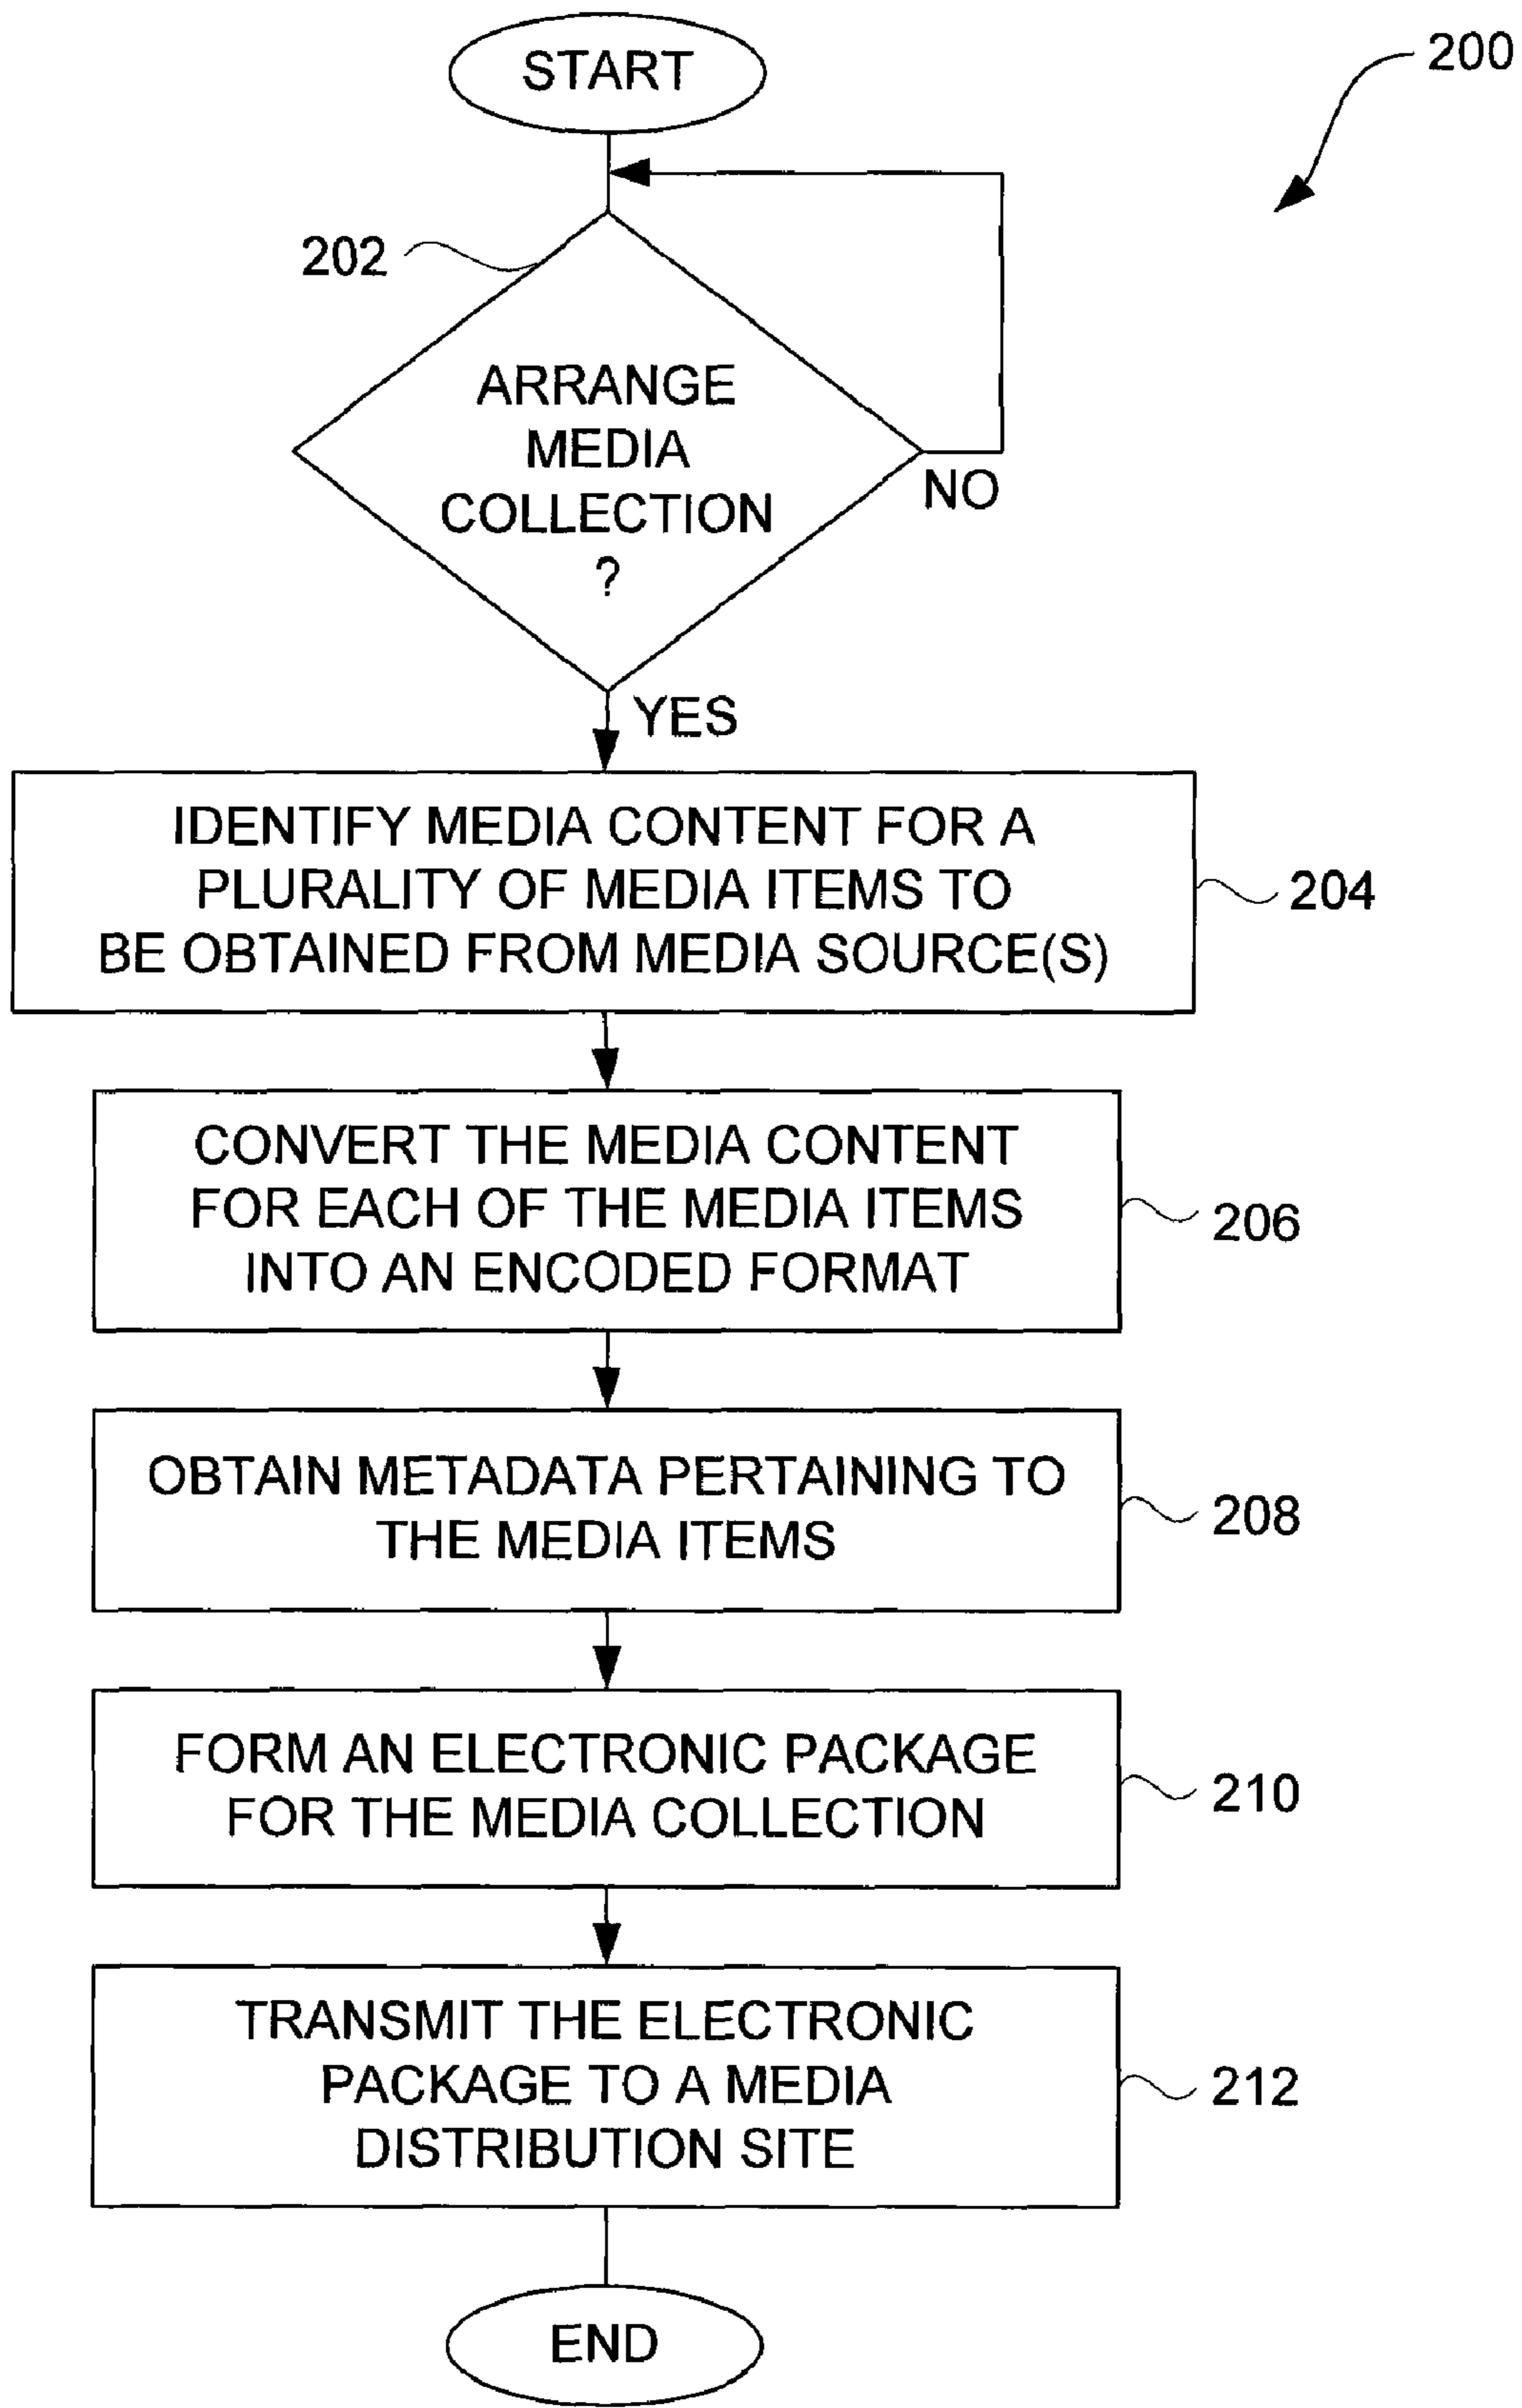 START
200
202
ARRANGE
MEDIA
COLLECTION
?
NO
YES
IDENTIFY MEDIA CONTENT FOR A
PLURALITY OF MEDIA ITEMS TO
BE OBTAINED FROM MEDIA SOURCE(S)
204
CONVERT THE MEDIA CONTENT
FOR EACH OF THE MEDIA ITEMS
INTO AN ENCODED FORMAT
206
OBTAIN METADATA PERTAINING TO
THE MEDIA ITEMS
208
FORM AN ELECTRONIC PACKAGE
FOR THE MEDIA COLLECTION
210
TRANSMIT THE ELECTRONIC
PACKAGE TO A MEDIA
DISTRIBUTION SITE
212
END